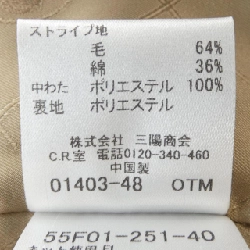 ストライプ地
毛 64%
綿 36%
中わた ポリエステル 100%
裏地 ポリエステル
株式会社 三陽商会
C.R.室 電話0120-340-460
中国製
01403-48 OTM
55F01-251-40